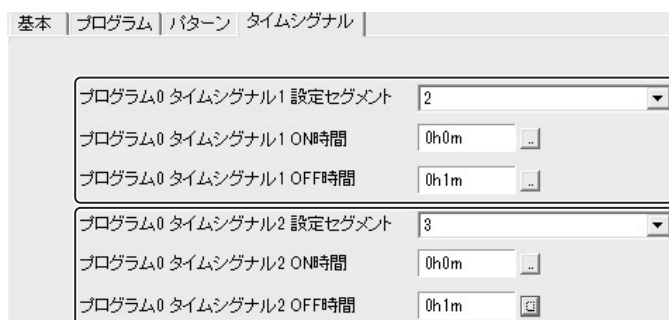 基本 プログラム パターン タイムシグナル
プログラム0 タイムシグナル1 設定セグメント 2
プログラム0 タイムシグナル1 ON時間 0h0m ..
プログラム0 タイムシグナル1 OFF時間 0h1m ..
プログラム0 タイムシグナル2 設定セグメント 3
プログラム0 タイムシグナル2 ON時間 0h0m ..
プログラム0 タイムシグナル2 OFF時間 0h1m ..